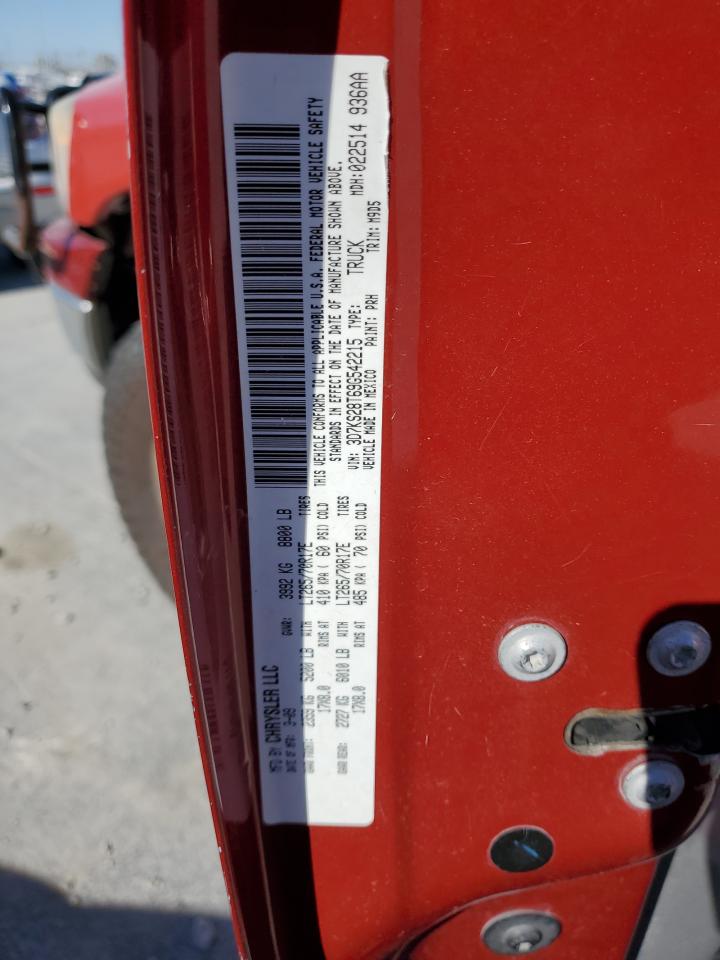 MFD BY CHRYSLER LLC
DATE OF MFR: 3-09 GVWR: 3992 KG 8800 LB
GAWR FRONT: 2359 KG 5200 LB WITH LT265/70R17E TIRES
17X8.0 RIMS AT 410 KPA ( 60 PSI) COLD
GAWR REAR: 2727 KG 6010 LB WITH LT265/70R17E TIRES
17X8.0 RIMS AT 485 KPA ( 70 PSI) COLD
THIS VEHICLE CONFORMS TO ALL APPLICABLE U.S.A. FEDERAL MOTOR VEHICLE SAFETY
STANDARDS IN EFFECT ON THE DATE OF MANUFACTURE SHOWN ABOVE.
VIN: 3D7KS28T69G542215 TYPE: TRUCK MDH:022514 936AA
VEHICLE MADE IN MEXICO PAINT: PRH TRIM: M9D5